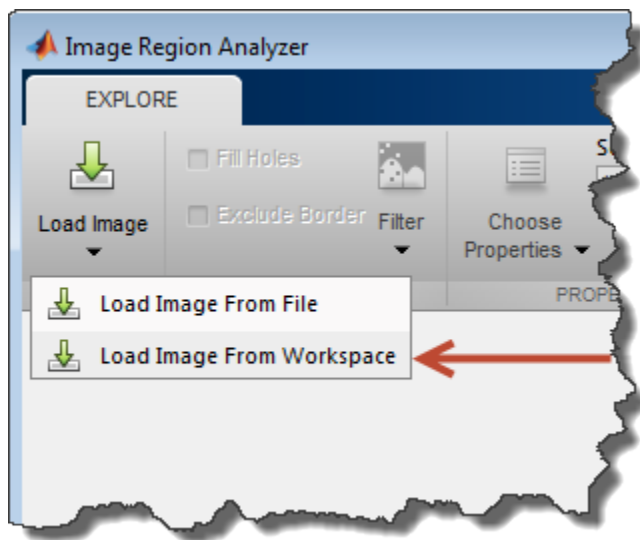 Image Region Analyzer
EXPLORE
Load Image
Fill Holes
Exclude Border
Filter
Choose
Properties
Load Image From File
Load Image From Workspace